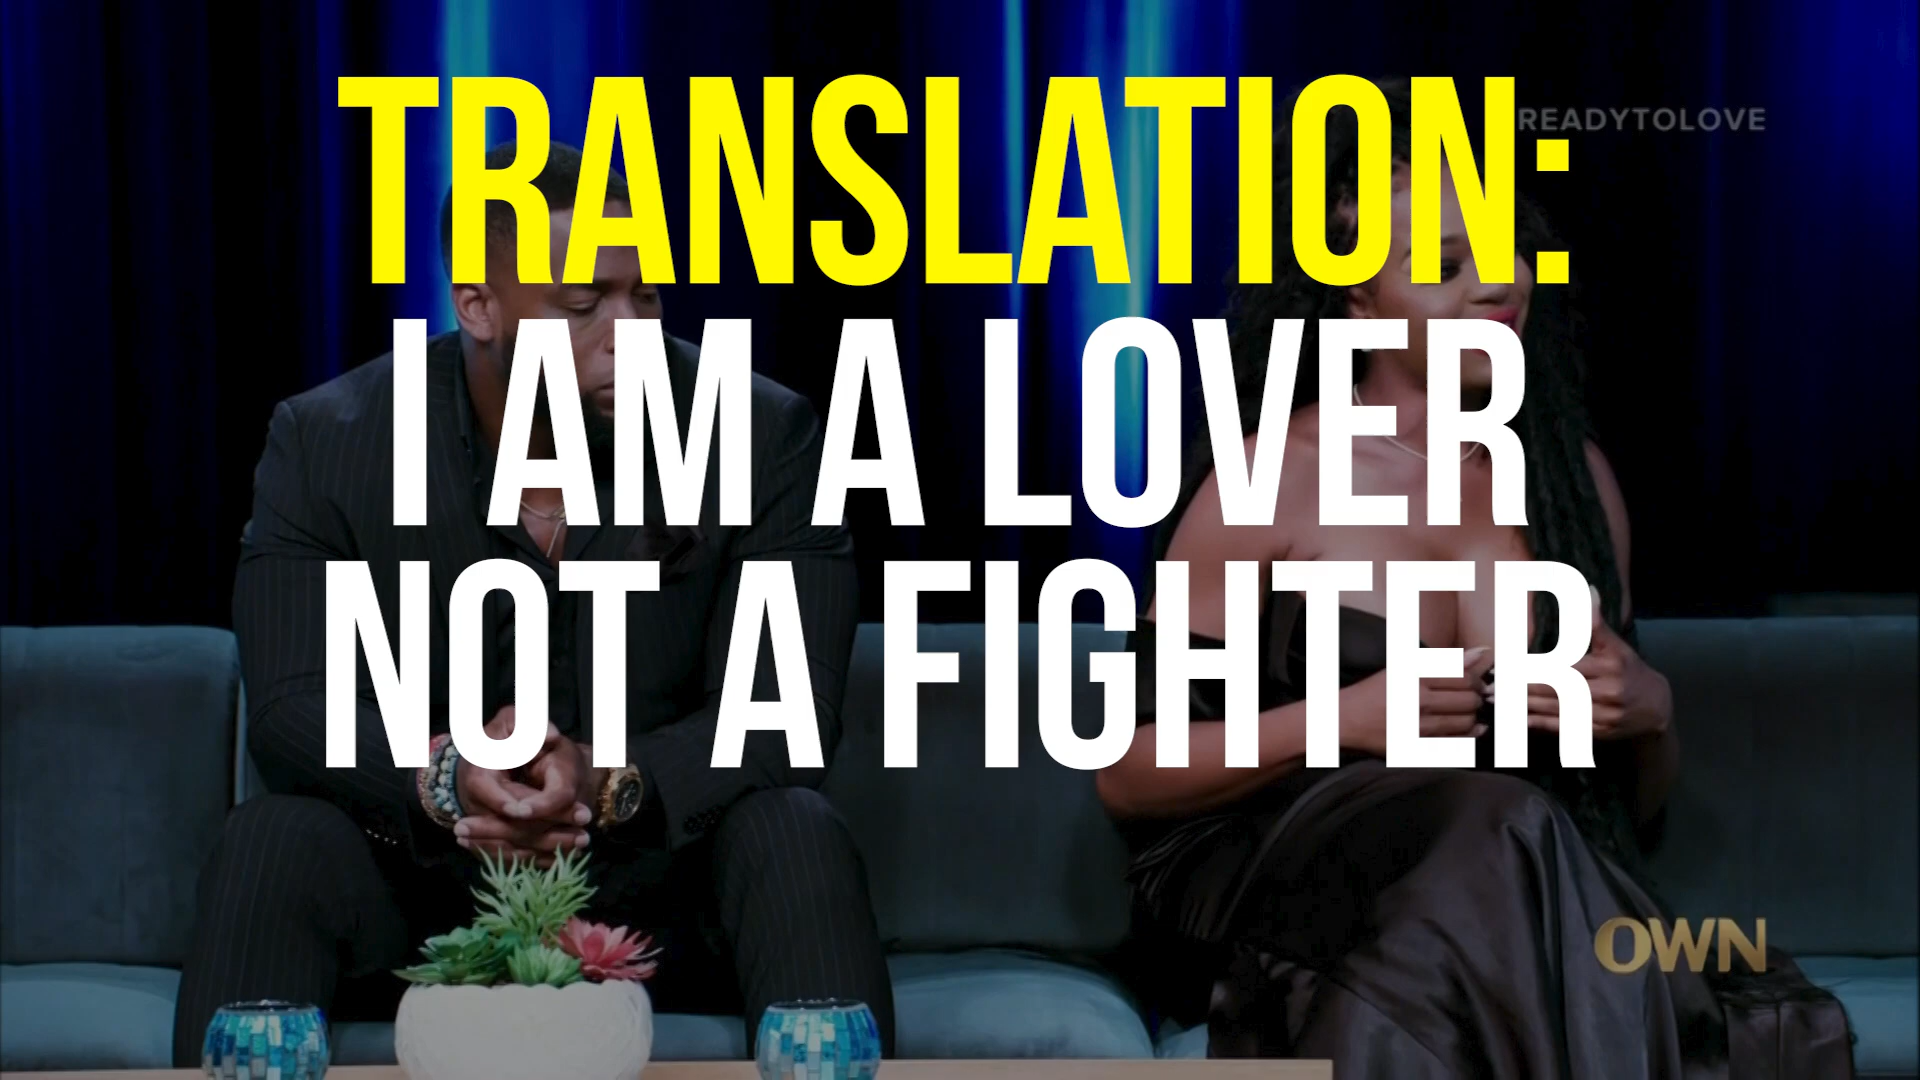 READYTOLOVE
TRANSLATION:
I AM A LOVER
NOT A FIGHTER
OWN